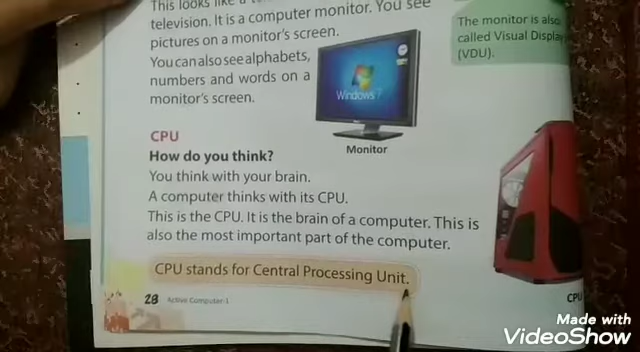 This looks like a
television. It is a computer monitor. You see
pictures on a monitor's screen.
You can also see alphabets,
numbers and words on a
monitor's screen.
The monitor is also
called Visual Display
(VDU).
Windows 7
Monitor
CPU
How do you think?
You think with your brain.
A computer thinks with its CPU.
This is the CPU. It is the brain of a computer. This is
also the most important part of the computer.
CPU
CPU stands for Central Processing Unit.
28 Active Computer-1
Made with
VideoShow